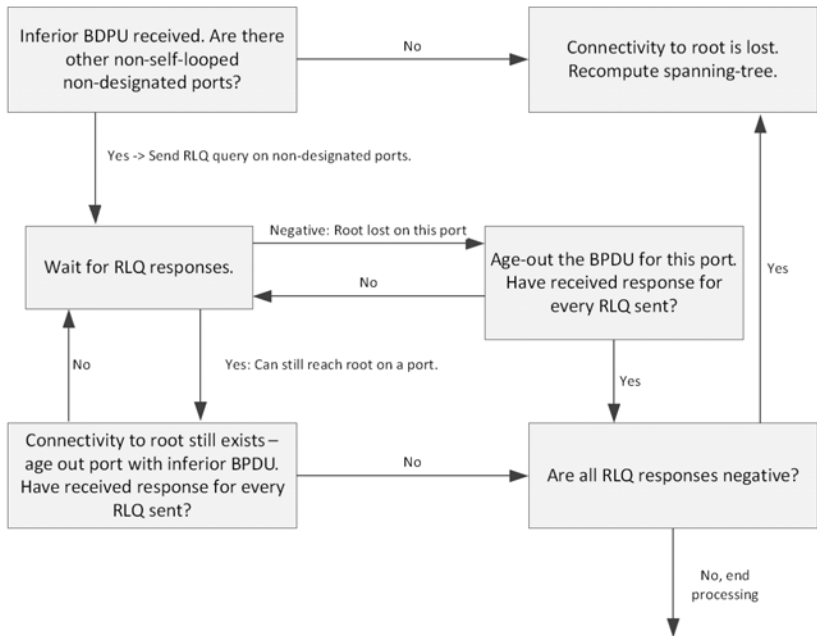 Inferior BDPU received. Are there
other non-self-looped
non-designated ports?
No
Connectivity to root is lost.
Recompute spanning-tree.
Yes -> Send RLQ query on non-designated ports.
Wait for RLQ responses.
Negative: Root lost on this port
No
Age-out the BPDU for this port.
Have received response for
every RLQ sent?
Yes
No
Yes: Can still reach root on a port.
Yes
Connectivity to root still exists –
age out port with inferior BPDU.
Have received response for every
RLQ sent?
No
Are all RLQ responses negative?
No, end
processing